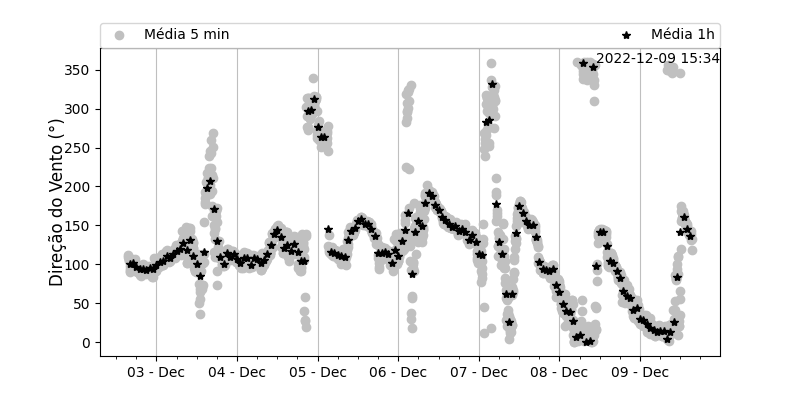 Média 5 min
Média 1h
2022-12-09 15:34
Direção do Vento (°)
350
300
250
200
150
100
50
0
03 - Dec
04 - Dec
05 - Dec
06 - Dec
07 - Dec
08 - Dec
09 - Dec